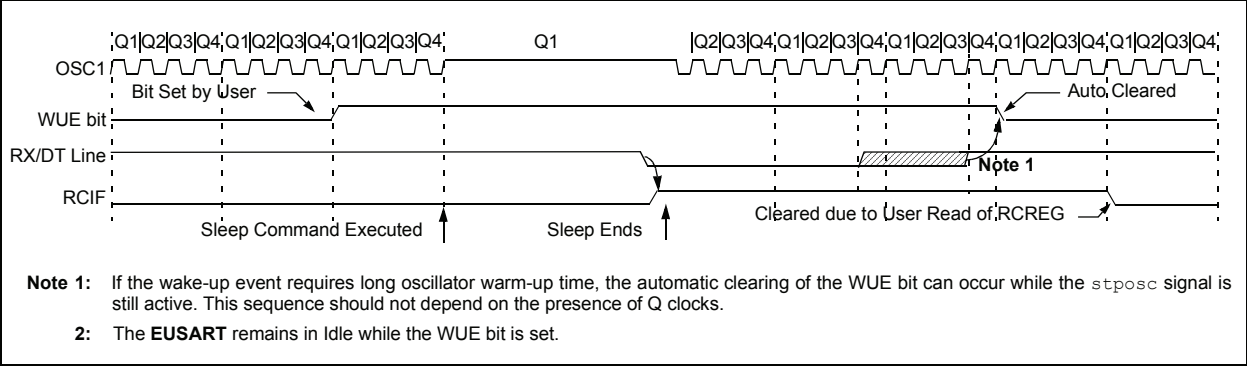 Q1|Q2|Q3|Q4 Q1|Q2|Q3|Q4 Q1|Q2|Q3|Q4 Q1 Q2|Q3|Q4 Q1|Q2|Q3|Q4 Q1|Q2|Q3|Q4 Q1|Q2|Q3|Q4 Q1|Q2|Q3|Q4
OSC1
Bit Set by User Auto Cleared
WUE bit
RX/DT Line
Note 1
RCIF
Cleared due to User Read of RCREG
Sleep Command Executed Sleep Ends
Note 1: If the wake-up event requires long oscillator warm-up time, the automatic clearing of the WUE bit can occur while the stposc signal is
still active. This sequence should not depend on the presence of Q clocks.
2: The EUSART remains in Idle while the WUE bit is set.